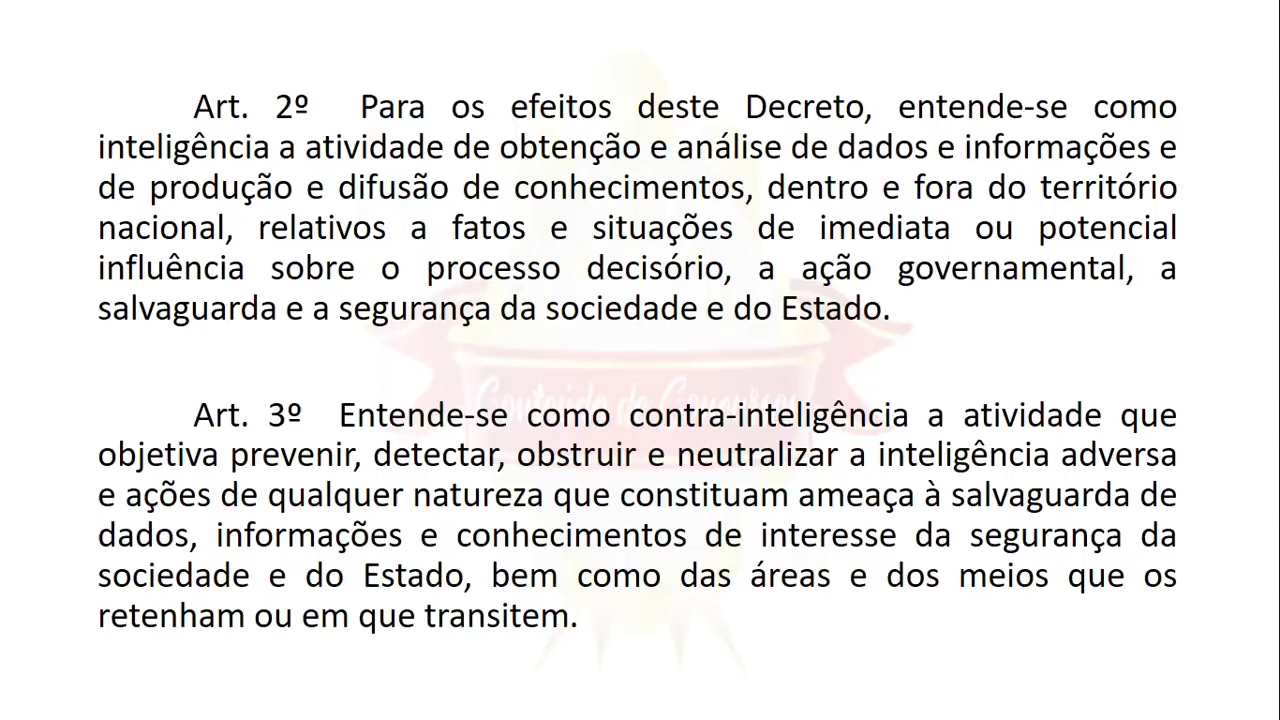 Art. 2º Para os efeitos deste Decreto, entende-se como
inteligência a atividade de obtenção e análise de dados e informações e
de produção e difusão de conhecimentos, dentro e fora do território
nacional, relativos a fatos e situações de imediata ou potencial
influência sobre o processo decisório, a ação governamental, a
salvaguarda e a segurança da sociedade e do Estado.
Art. 3º Entende-se como contra-inteligência a atividade que
objetiva prevenir, detectar, obstruir e neutralizar a inteligência adversa
e ações de qualquer natureza que constituam ameaça à salvaguarda de
dados, informações e conhecimentos de interesse da segurança da
sociedade e do Estado, bem como das áreas e dos meios que os
retenham ou em que transitem.